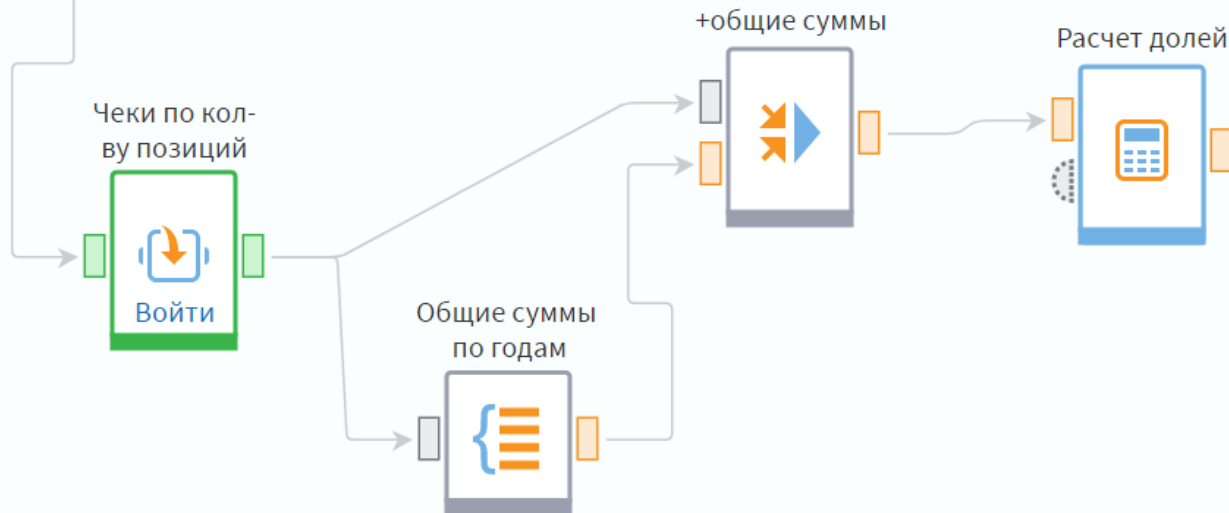 +общие суммы
Расчет долей
Чеки по кол-
ву позиций
Войти
Общие суммы
по годам